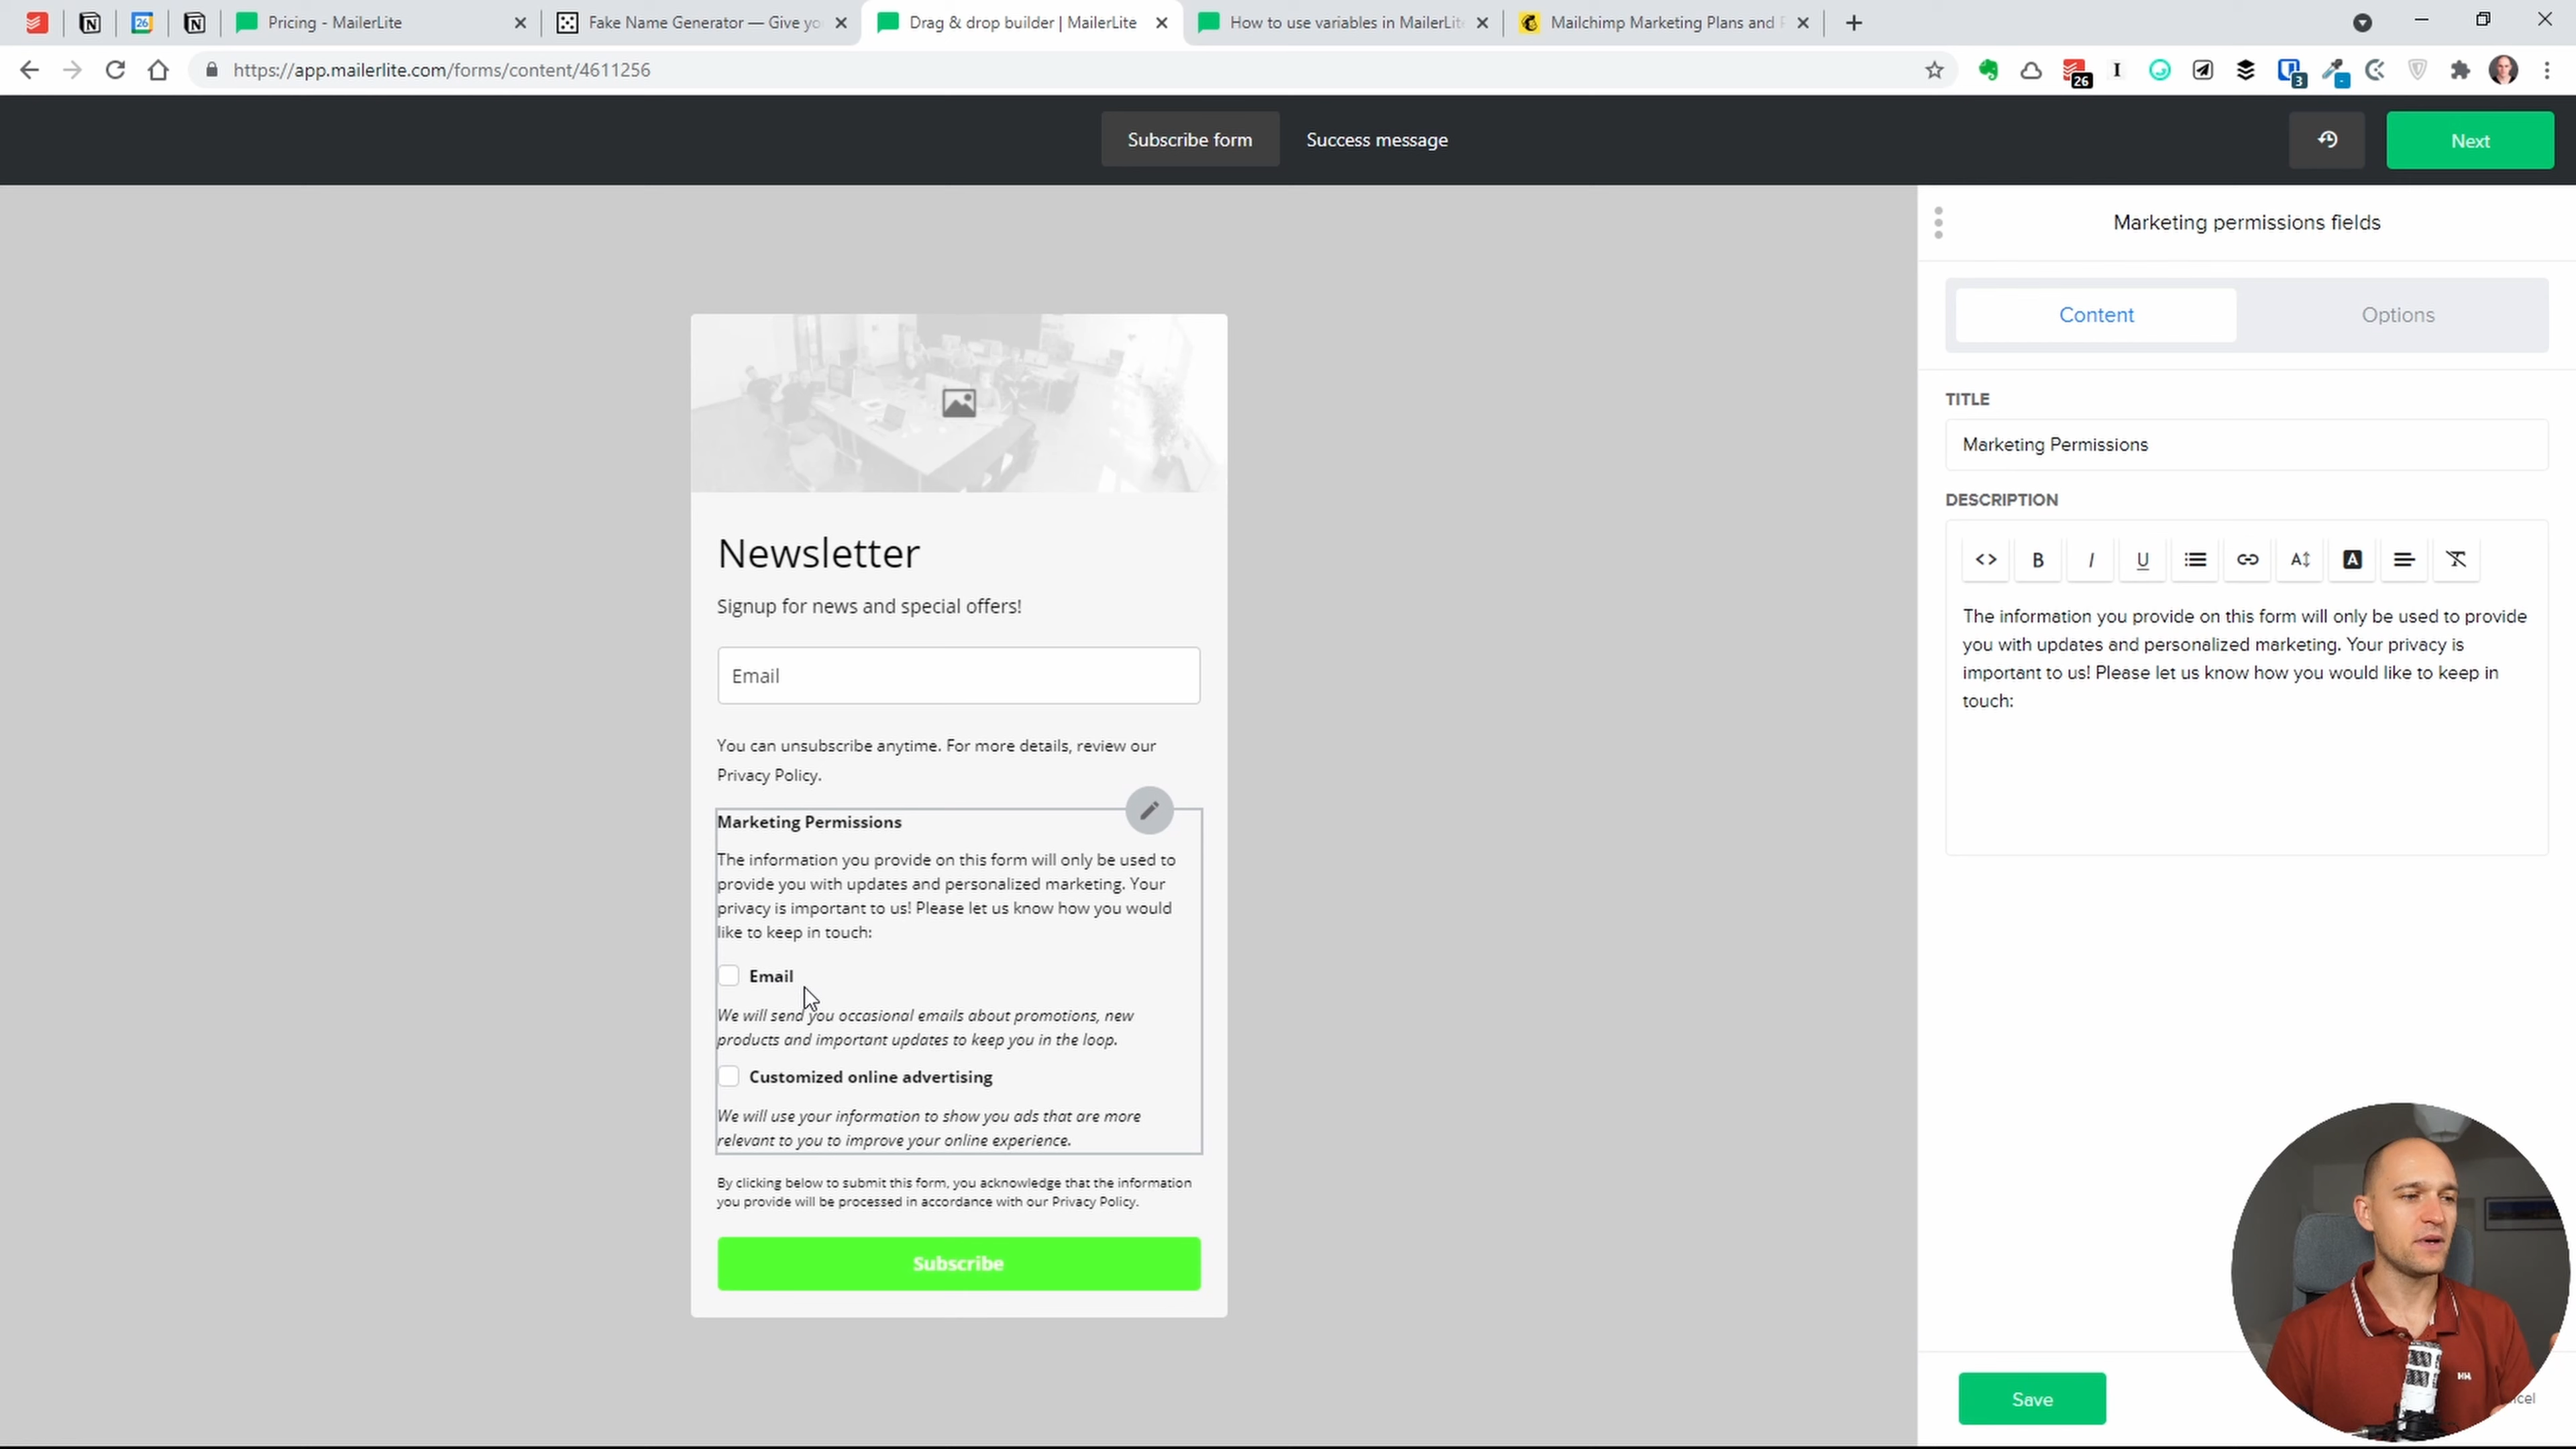 Pricing - MailerLite
Fake Name Generator — Give yo
Drag & drop builder | MailerLite
How to use variables in MailerLit
Mailchimp Marketing Plans and P
https://app.mailerlite.com/forms/content/4611256
26
3
Subscribe form
Success message
Next
Marketing permissions fields
Content
Options
TITLE
Marketing Permissions
DESCRIPTION
The information you provide on this form will only be used to provide
you with updates and personalized marketing. Your privacy is
important to us! Please let us know how you would like to keep in
touch:
Newsletter
Signup for news and special offers!
Email
You can unsubscribe anytime. For more details, review our
Privacy Policy.
Marketing Permissions
The information you provide on this form will only be used to
provide you with updates and personalized marketing. Your
privacy is important to us! Please let us know how you would
like to keep in touch:
Email
We will send you occasional emails about promotions, new
products and important updates to keep you in the loop.
Customized online advertising
We will use your information to show you ads that are more
relevant to you to improve your online experience.
By clicking below to submit this form, you acknowledge that the information
you provide will be processed in accordance with our Privacy Policy.
Subscribe
Save
cel
HH